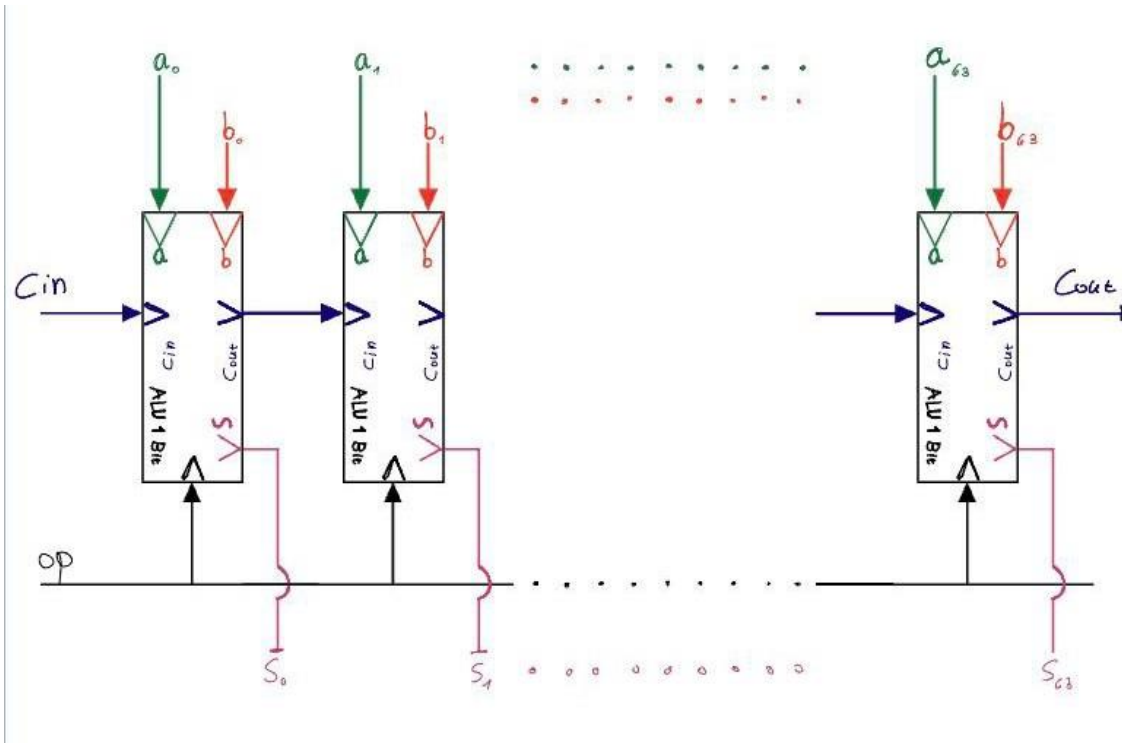 a₀ a₁ a₆₃
b₀ b₁ b₆₃
a b a b a b
Cin Cout
Cin Cout Cin Cout Cin Cout
S S S
ALU 1 Bit ALU 1 Bit ALU 1 Bit
OP
S₀ S₁ S₆₃